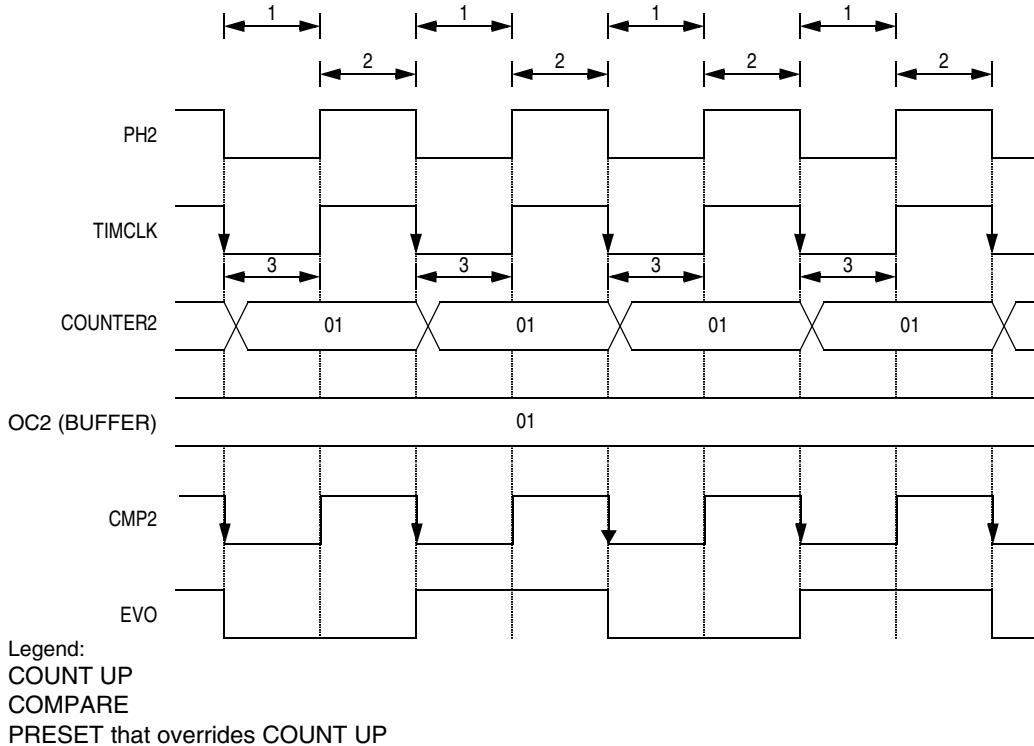 1 1 1 1
2 2 2 2
PH2
TIMCLK
3 3 3 3
COUNTER2 01 01 01 01
OC2 (BUFFER) 01
CMP2
EVO
Legend:
COUNT UP
COMPARE
PRESET that overrides COUNT UP